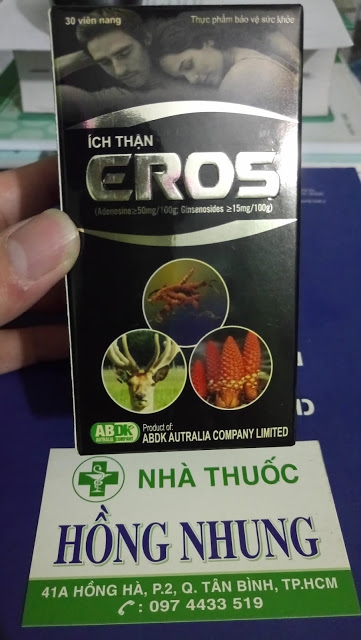 30 viên nang
Thực phẩm bảo vệ sức khỏe
ÍCH THẬN
EROS
(Adenosine≥50mg/100g; Ginsenosides ≥15mg/100g)
ABDK
AUSTRALIA COMPANY
Product of:
ABDK AUTRALIA COMPANY LIMITED
NHÀ THUỐC
HỒNG NHUNG
41A HỒNG HÀ, P.2, Q. TÂN BÌNH, TP.HCM
: 097 4433 519